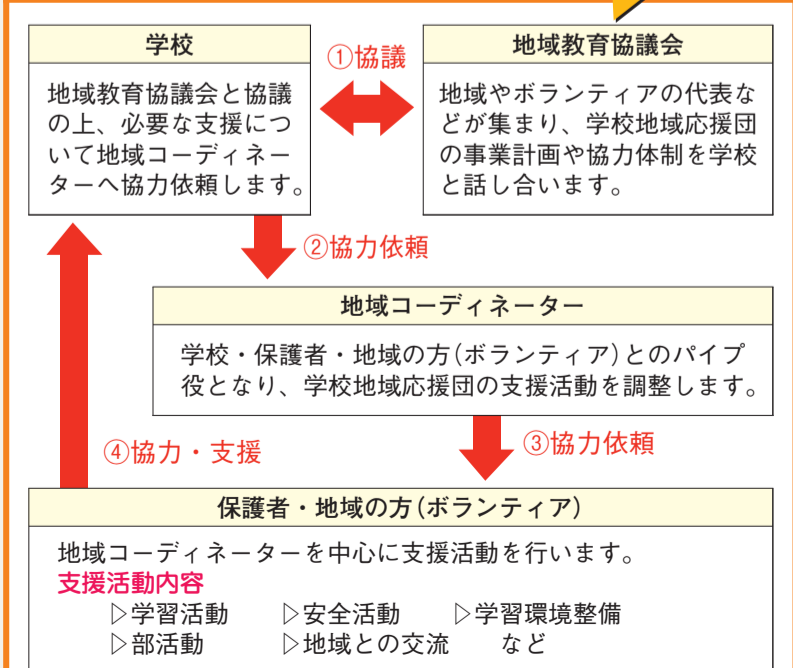 学校
地域教育協議会と協議
の上、必要な支援につ
いて地域コーディネー
ターへ協力依頼します。
①協議
地域教育協議会
地域やボランティアの代表な
どが集まり、学校地域応援団
の事業計画や協力体制を学校
と話し合います。
②協力依頼
地域コーディネーター
学校・保護者・地域の方(ボランティア)とのパイプ
役となり、学校地域応援団の支援活動を調整します。
③協力依頼
④協力・支援
保護者・地域の方(ボランティア)
地域コーディネーターを中心に支援活動を行います。
支援活動内容
▷学習活動 ▷安全活動 ▷学習環境整備
▷部活動 ▷地域との交流 など